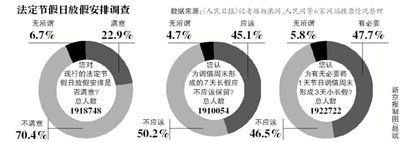 法定节假日放假安排调查
数据来源:《人民日报》记者据新浪网、人民网等6家网站投票情况整理
无所谓
6.7%
满意
22.9%
不满意
70.4%
您对
现行的法定节
假日放假安排是
否满意?
总人数
1918748
无所谓
4.7%
应该
45.1%
不应该
50.2%
您认
为调借周末形
成的7天长假应
不应该保留?
总人数
1910054
无所谓
5.8%
有必要
47.7%
不应该
46.5%
您认
为有无必要将
1天节日调借周末
形成3天小长假?
总人数
1922722
新京报制图 赵斌